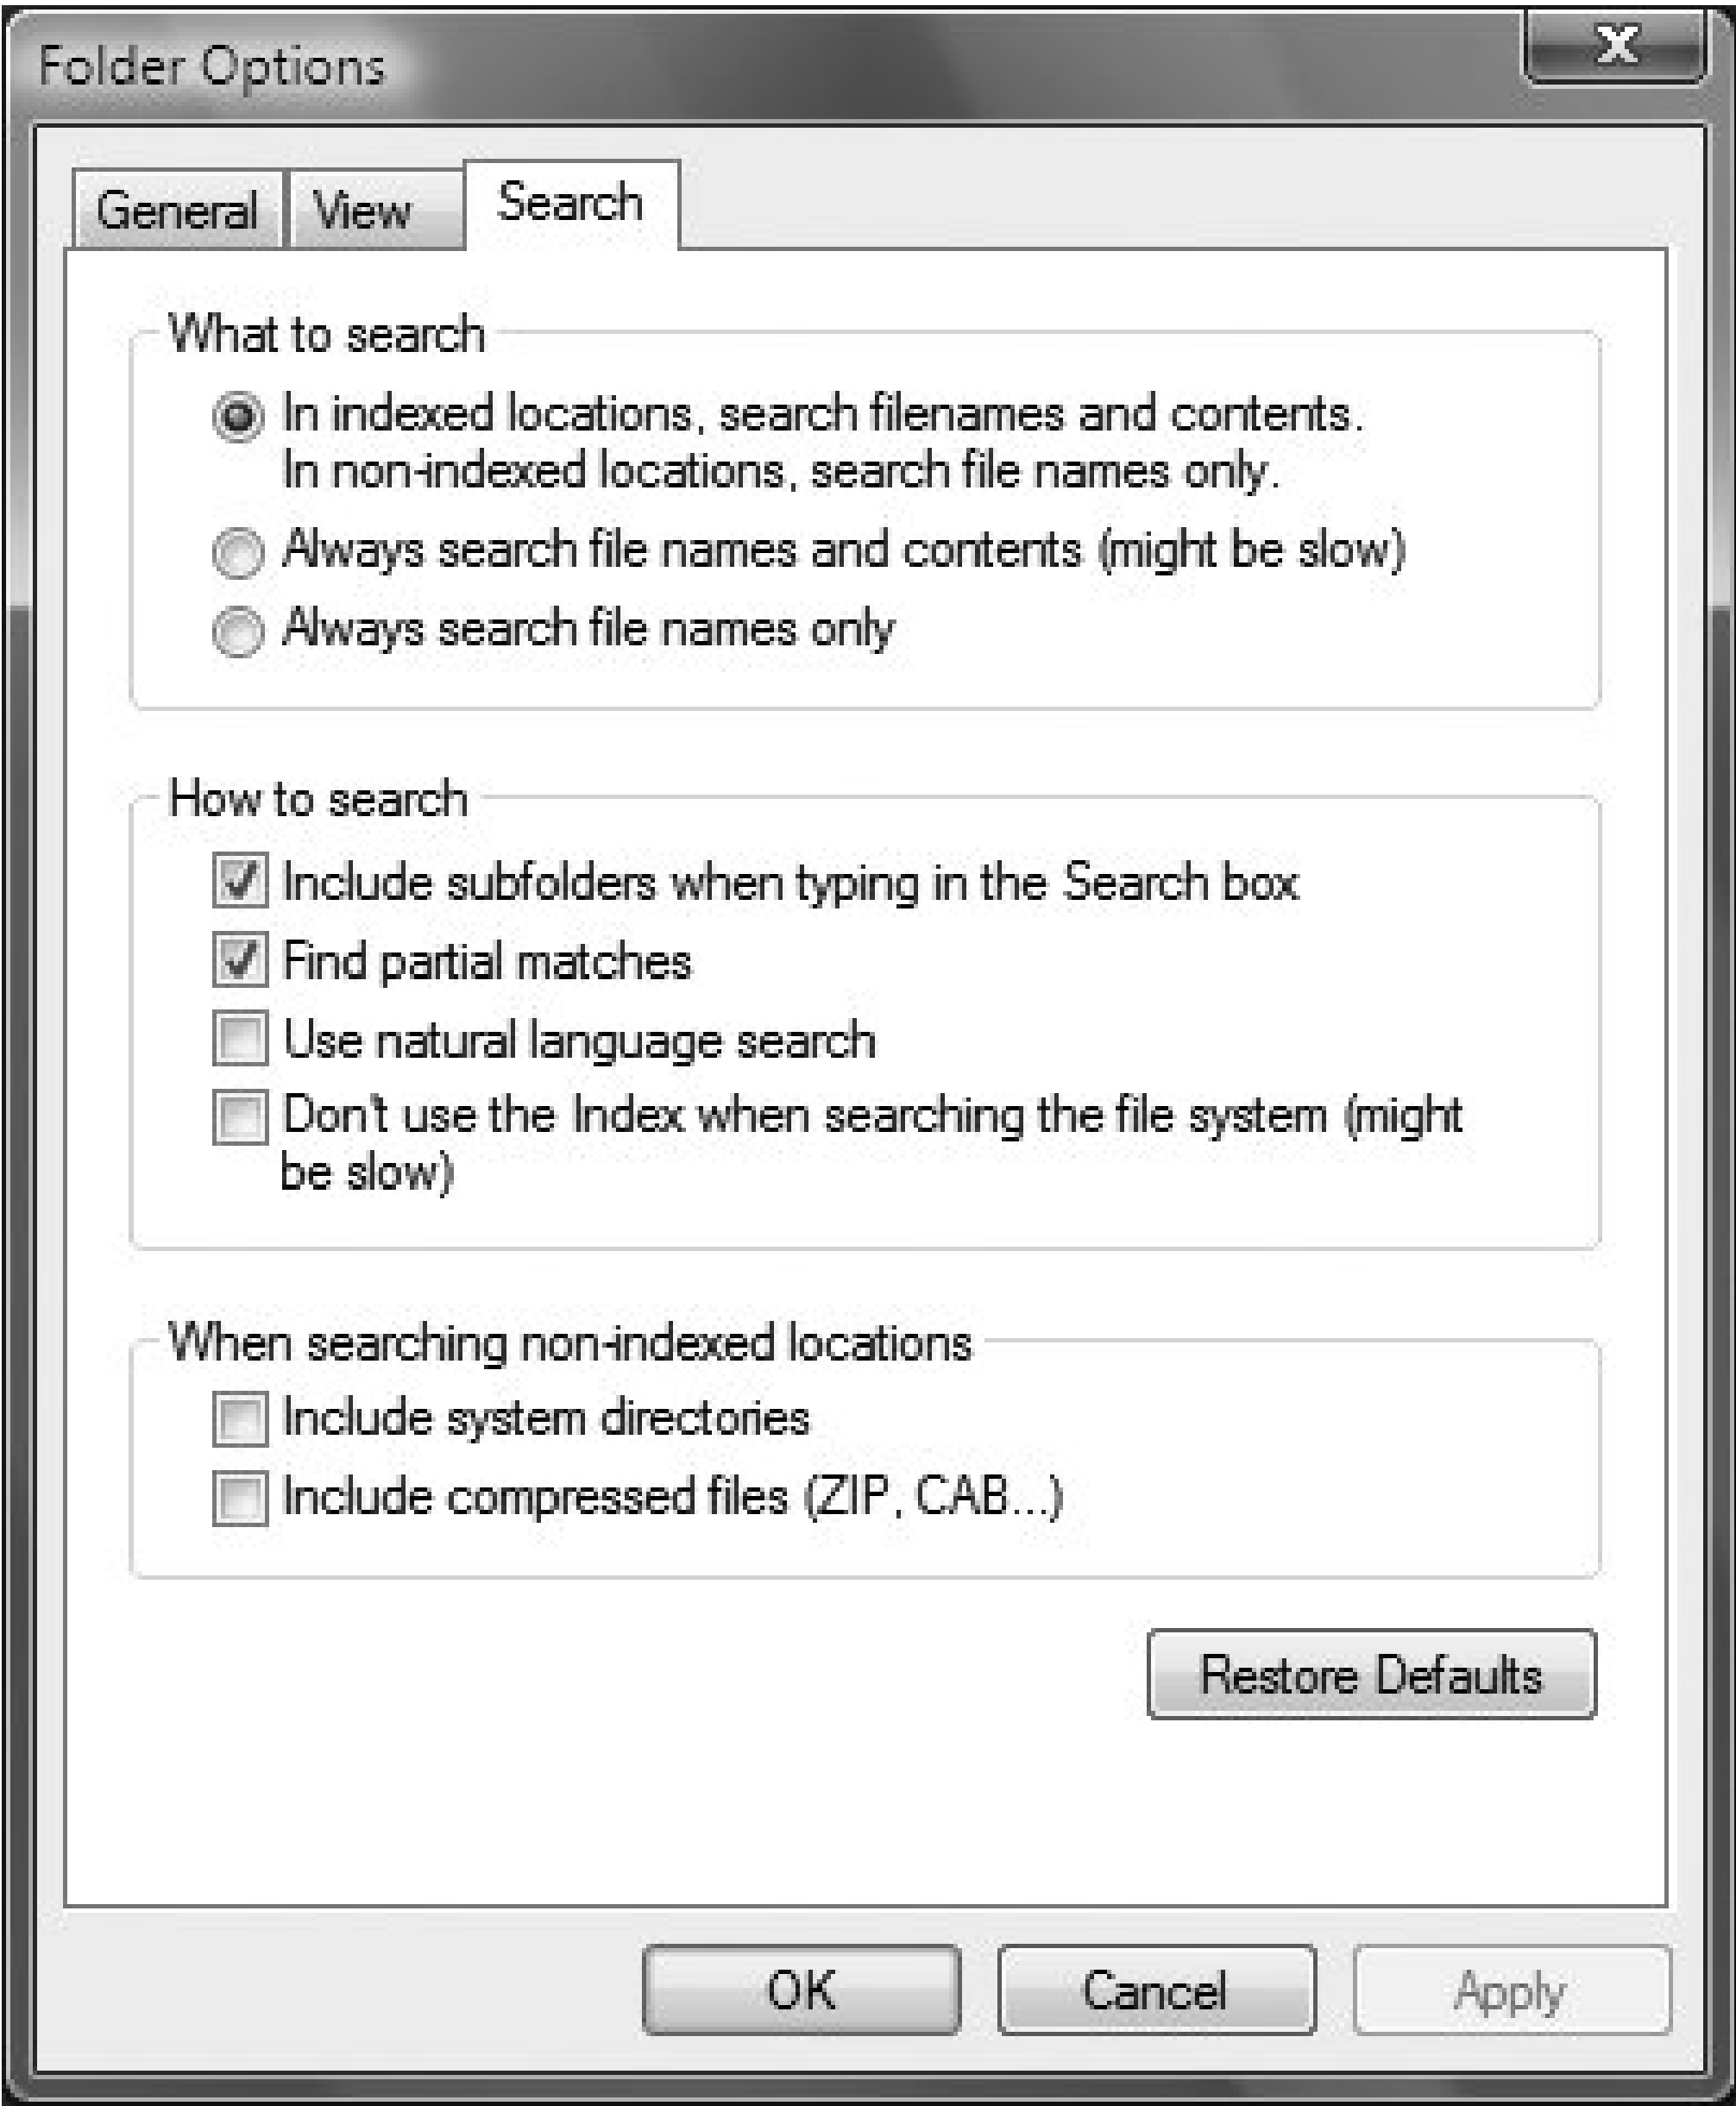 Folder Options
X
General View Search
What to search
In indexed locations, search filenames and contents.
In non-indexed locations, search file names only.
Always search file names and contents (might be slow)
Always search file names only
How to search
Include subfolders when typing in the Search box
Find partial matches
Use natural language search
Don't use the Index when searching the file system (might
be slow)
When searching non-indexed locations
Include system directories
Include compressed files (ZIP, CAB...)
Restore Defaults
OK Cancel Apply